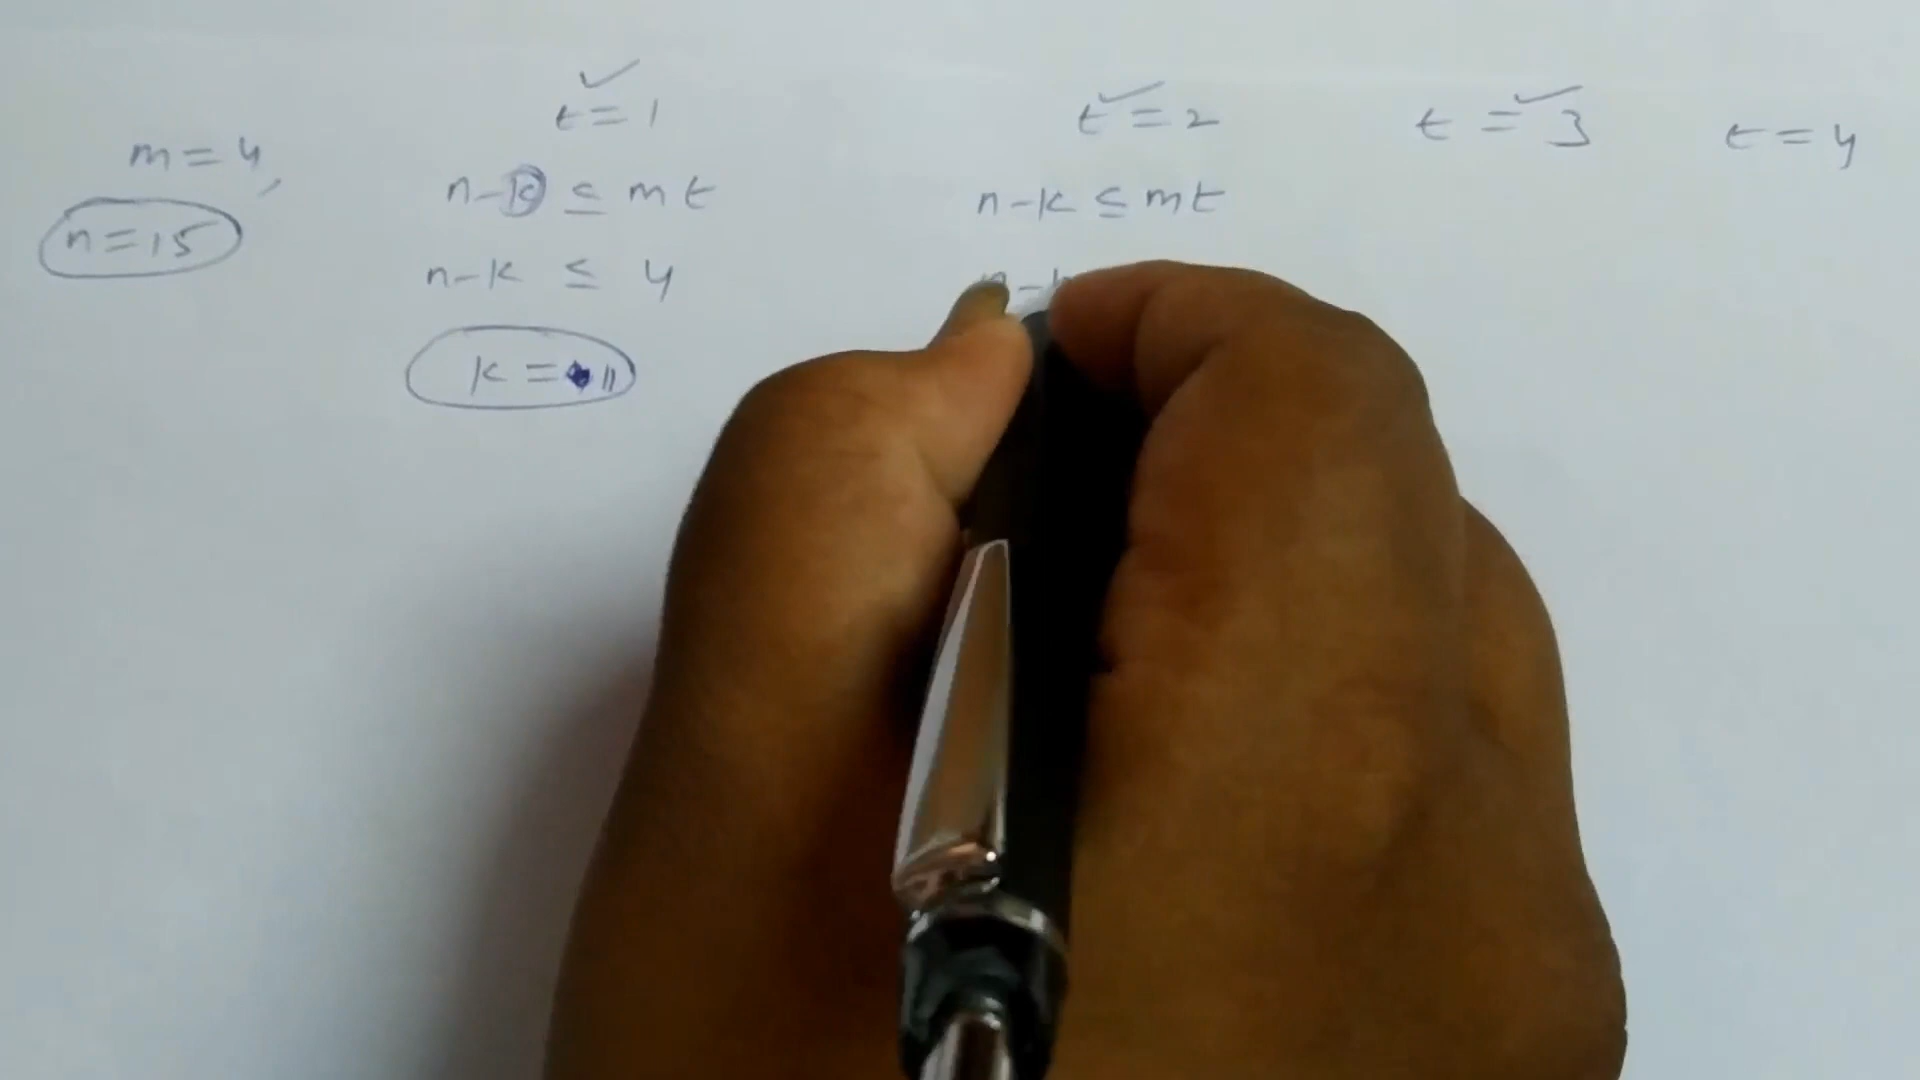 m = 4,
n = 15
t = 1
n - k ≤ m t
n - k ≤ 4
k = 11
t = 2
n - k ≤ m t
n - k
t = 3
t = 4